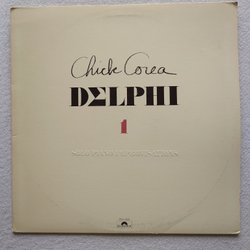 Chick Corea
DELPHI
1
SOLO PIANO IMPROVISATIONS